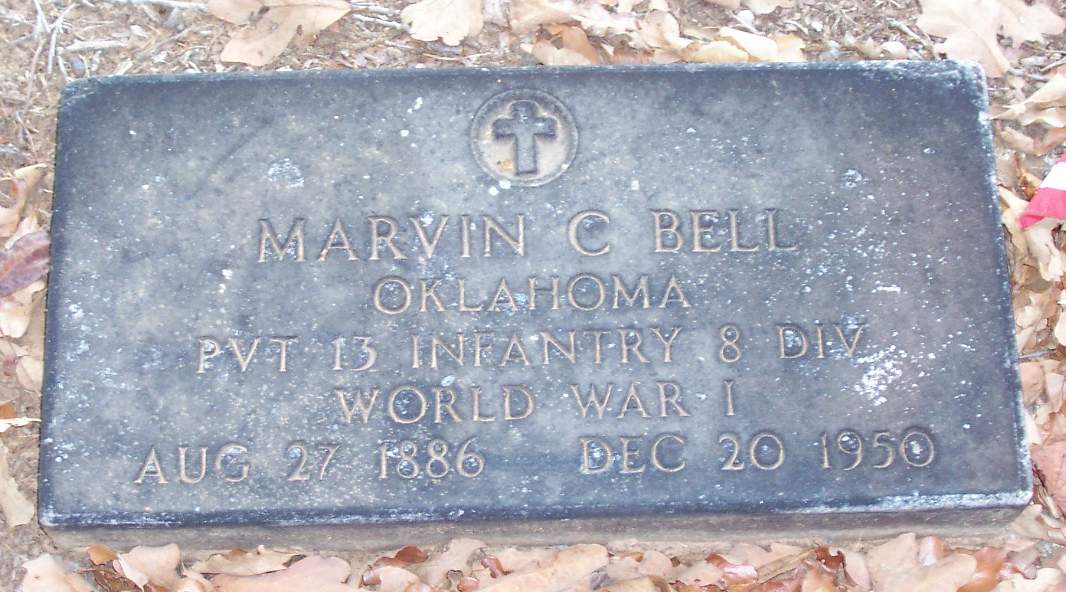 MARVIN C BELL
OKLAHOMA
PVT 13 INFANTRY 8 DIV
WORLD WAR I
AUG 27 1886 DEC 20 1950